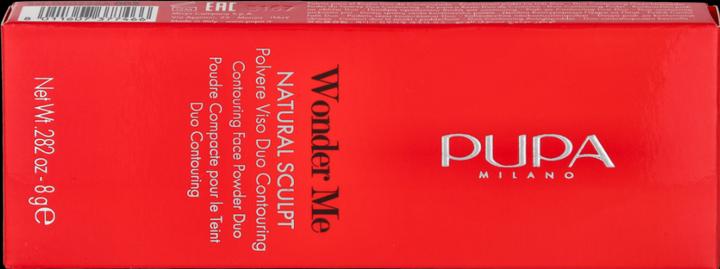 PUPA
MILANO
Wonder Me
NATURAL SCULPT
Polvere Viso Duo Contouring
Contouring Face Powder Duo
Poudre Compacte pour le Teint
Duo Contouring
Net Wt. .282 oz - 8 g e
EAC